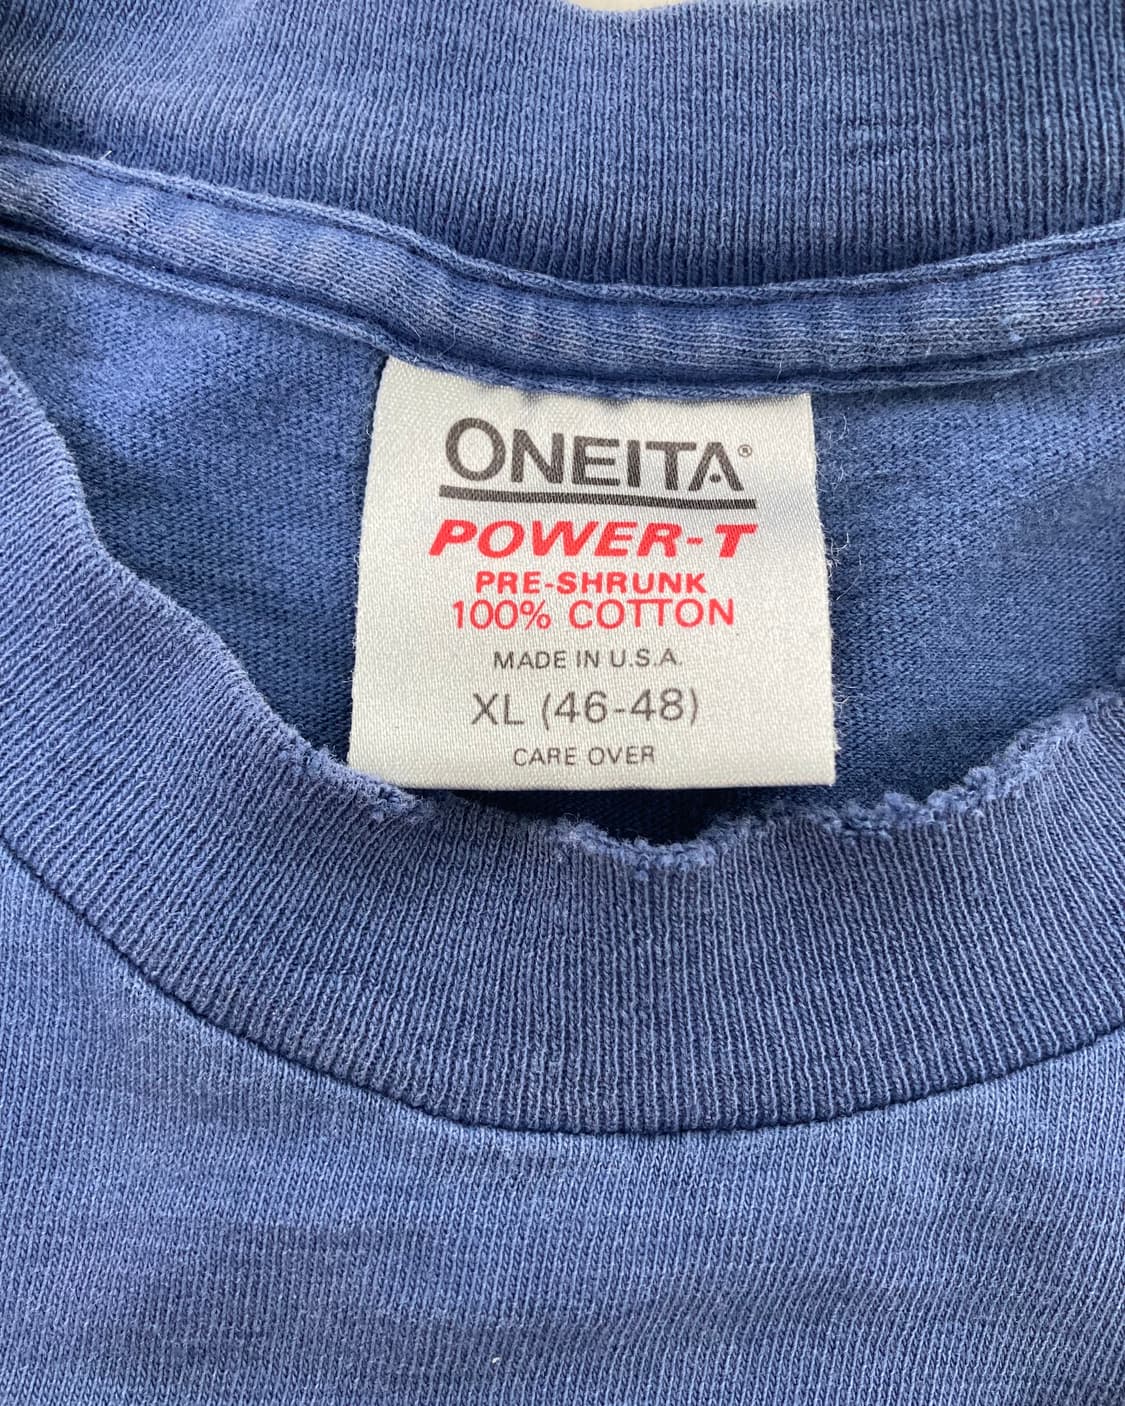 ONEITA®
POWER-T
PRE-SHRUNK
100% COTTON
MADE IN U.S.A.
XL (46-48)
CARE OVER